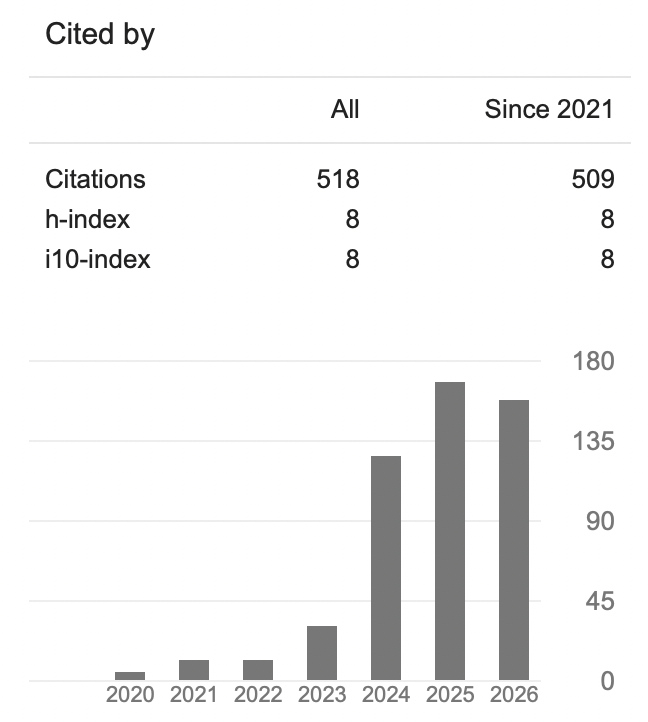 Cited by
All Since 2021
Citations 518 509
h-index 8 8
i10-index 8 8
180
135
90
45
0
2020 2021 2022 2023 2024 2025 2026